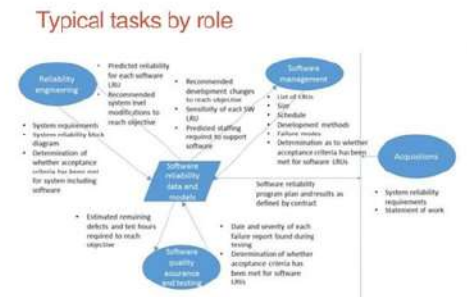 Typical tasks by role
Reliability
engineering
• Predicted reliability
for each software
LRU
• Recommended
system level
modifications to
reach objective
• Recommended
development changes
to reach objective
• Sensitivity of each SW
LRU
• Predicted staffing
required to support
software
Software
management
• List of LRUs
• Size
• Schedule
• Development methods
• Failure modes
• Determination as to whether
acceptance criteria has been
met for software LRUs
• System requirements
• System reliability block
diagram
• Determination of
whether acceptance
criteria has been met
for system including
software
Software
reliability
data and
models
Acquisitions
Software reliability
program plan and results as
defined by contract
• System reliability
requirements
• Statement of work
• Estimated remaining
defects and test hours
required to reach
objective
Software
quality
assurance
and testing
• Date and severity of each
failure report found during
testing
• Determination of whether
acceptance criteria has
been met for software
LRUs